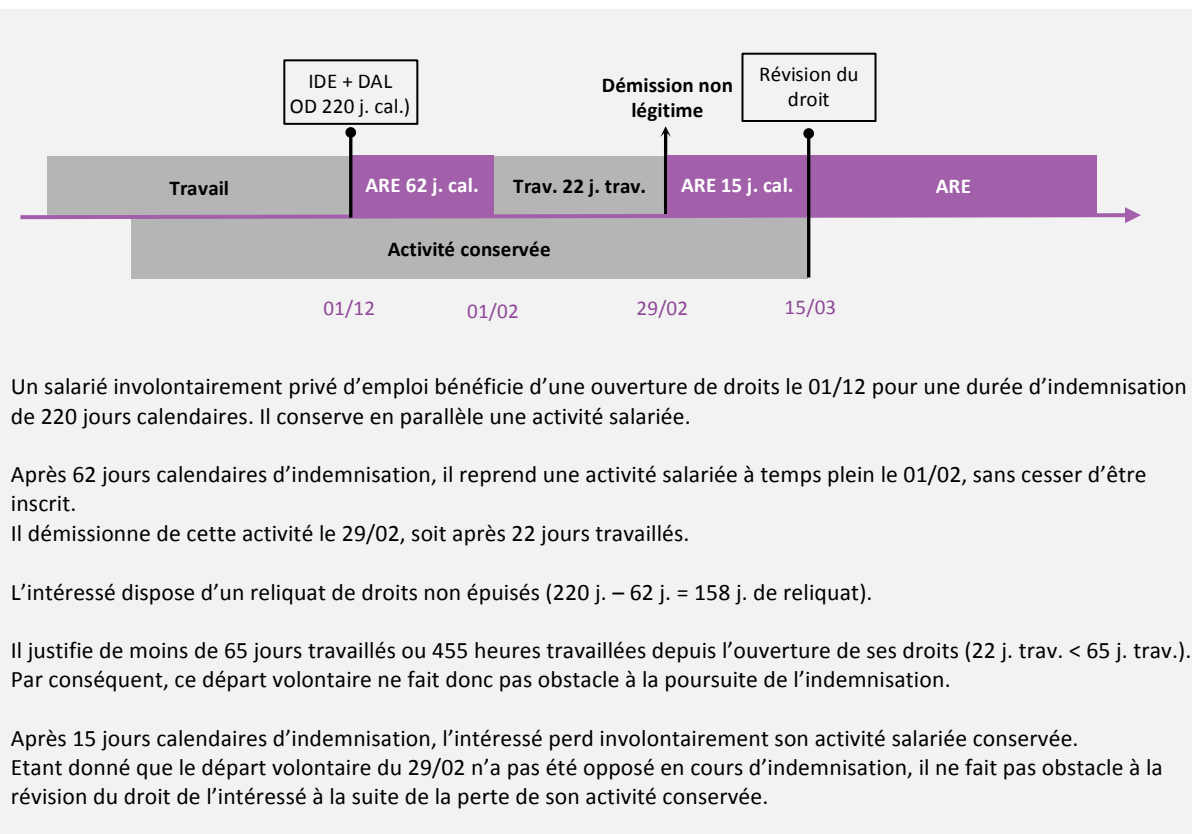 IDE + DAL
OD 220 j. cal.)
Démission non
légitime
Révision du
droit
Travail
ARE 62 j. cal.
Trav. 22 j. trav.
ARE 15 j. cal.
ARE
Activité conservée
01/12
01/02
29/02
15/03
Un salarié involontairement privé d’emploi bénéficie d’une ouverture de droits le 01/12 pour une durée d’indemnisation
de 220 jours calendaires. Il conserve en parallèle une activité salariée.
Après 62 jours calendaires d’indemnisation, il reprend une activité salariée à temps plein le 01/02, sans cesser d’être
inscrit.
Il démissionne de cette activité le 29/02, soit après 22 jours travaillés.
L’intéressé dispose d’un reliquat de droits non épuisés (220 j. – 62 j. = 158 j. de reliquat).
Il justifie de moins de 65 jours travaillés ou 455 heures travaillées depuis l’ouverture de ses droits (22 j. trav. < 65 j. trav.).
Par conséquent, ce départ volontaire ne fait donc pas obstacle à la poursuite de l’indemnisation.
Après 15 jours calendaires d’indemnisation, l’intéressé perd involontairement son activité salariée conservée.
Etant donné que le départ volontaire du 29/02 n’a pas été opposé en cours d’indemnisation, il ne fait pas obstacle à la
révision du droit de l’intéressé à la suite de la perte de son activité conservée.